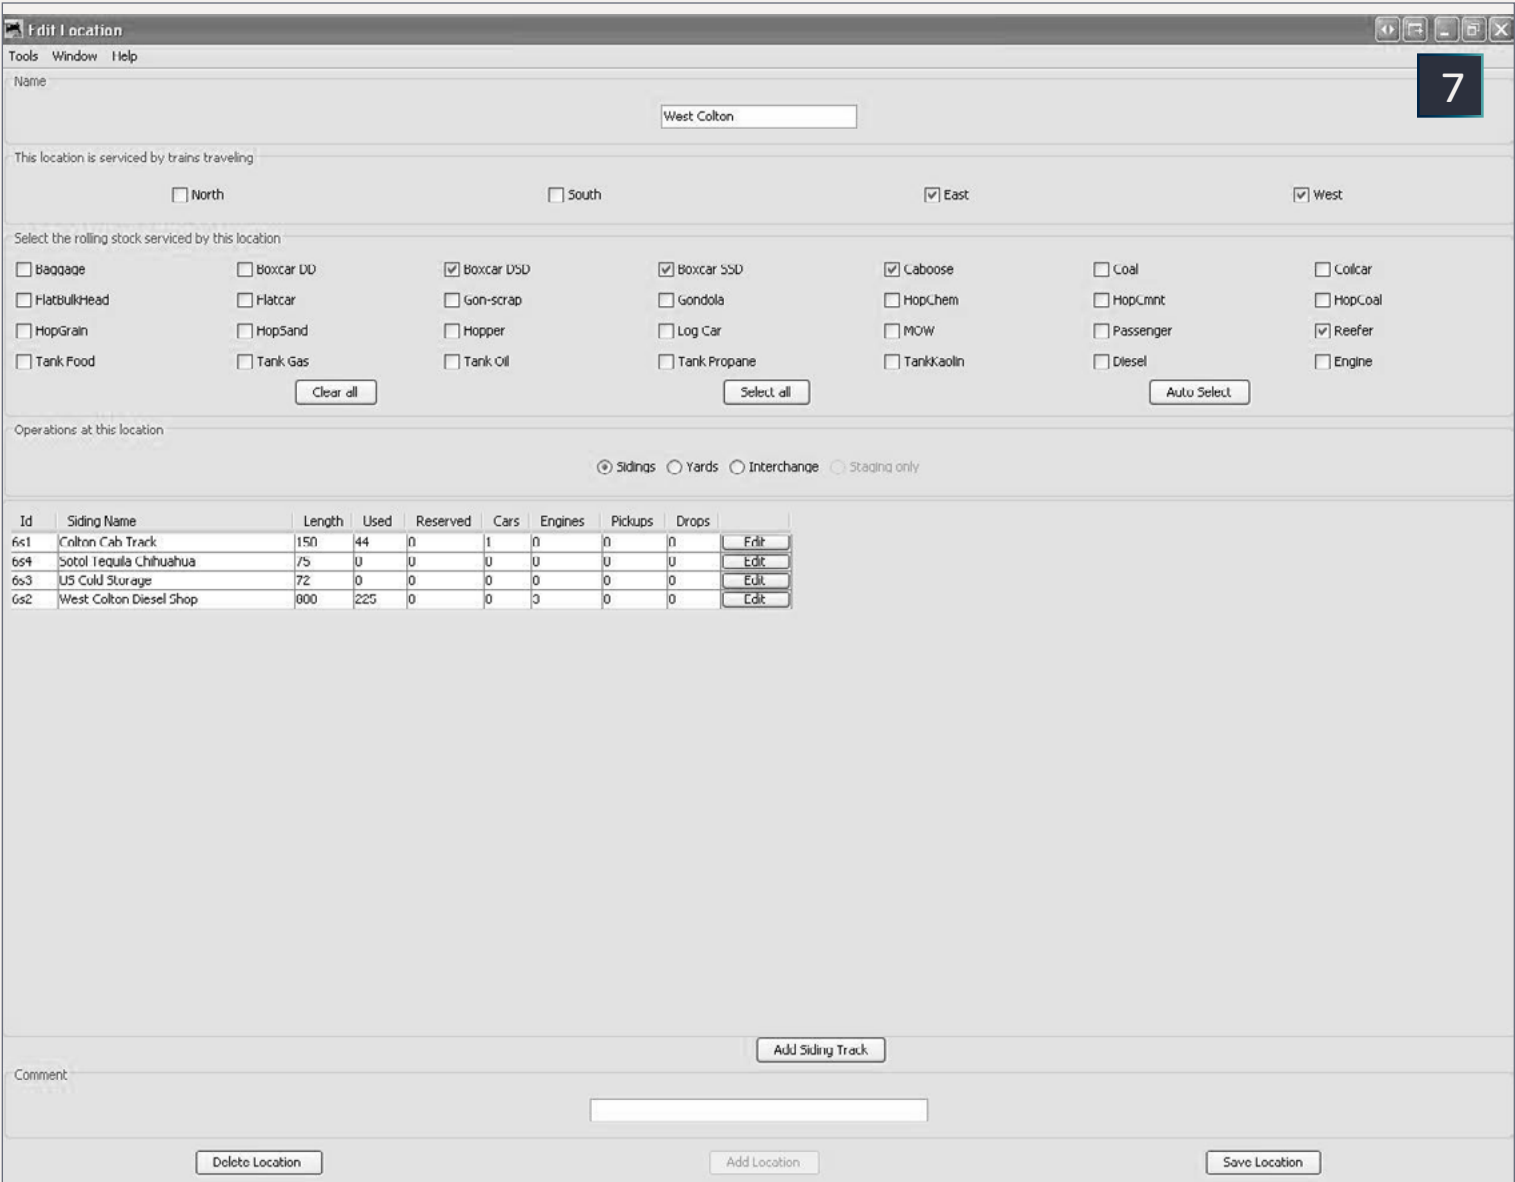 Edit Location
Tools Window Help
7
Name
West Colton
This location is serviced by trains traveling
North South East West
Select the rolling stock serviced by this location
Baggage Boxcar DD Boxcar DSD Boxcar SSD Caboose Coal Coilcar
FlatBulkHead Flatcar Gon-scrap Gondola HopChem HopCmnt HopCoal
HopGrain HopSand Hopper Log Car MOW Passenger Reefer
Tank Food Tank Gas Tank Oil Tank Propane TankKaolin Diesel Engine
Clear all Select all Auto Select
Operations at this location
Sidings Yards Interchange Staging only
Id Siding Name Length Used Reserved Cars Engines Pickups Drops
6s1 Colton Cab Track 150 44 0 1 0 0 0 Edit
6s4 Sotol Tequila Chihuahua 75 0 0 0 0 0 0 Edit
6s3 US Cold Storage 72 0 0 0 0 0 0 Edit
6s2 West Colton Diesel Shop 800 225 0 0 3 0 0 Edit
Add Siding Track
Comment
Delete Location Add Location Save Location